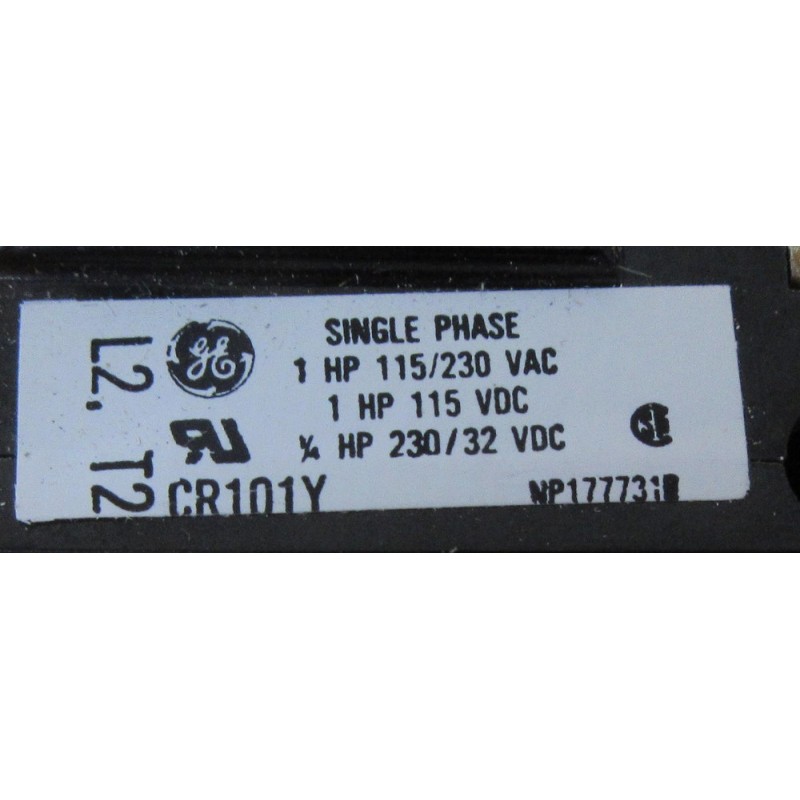 L2. T2
GE
SINGLE PHASE
1 HP 115/230 VAC
1 HP 115 VDC
¼ HP 230/32 VDC
CR101Y